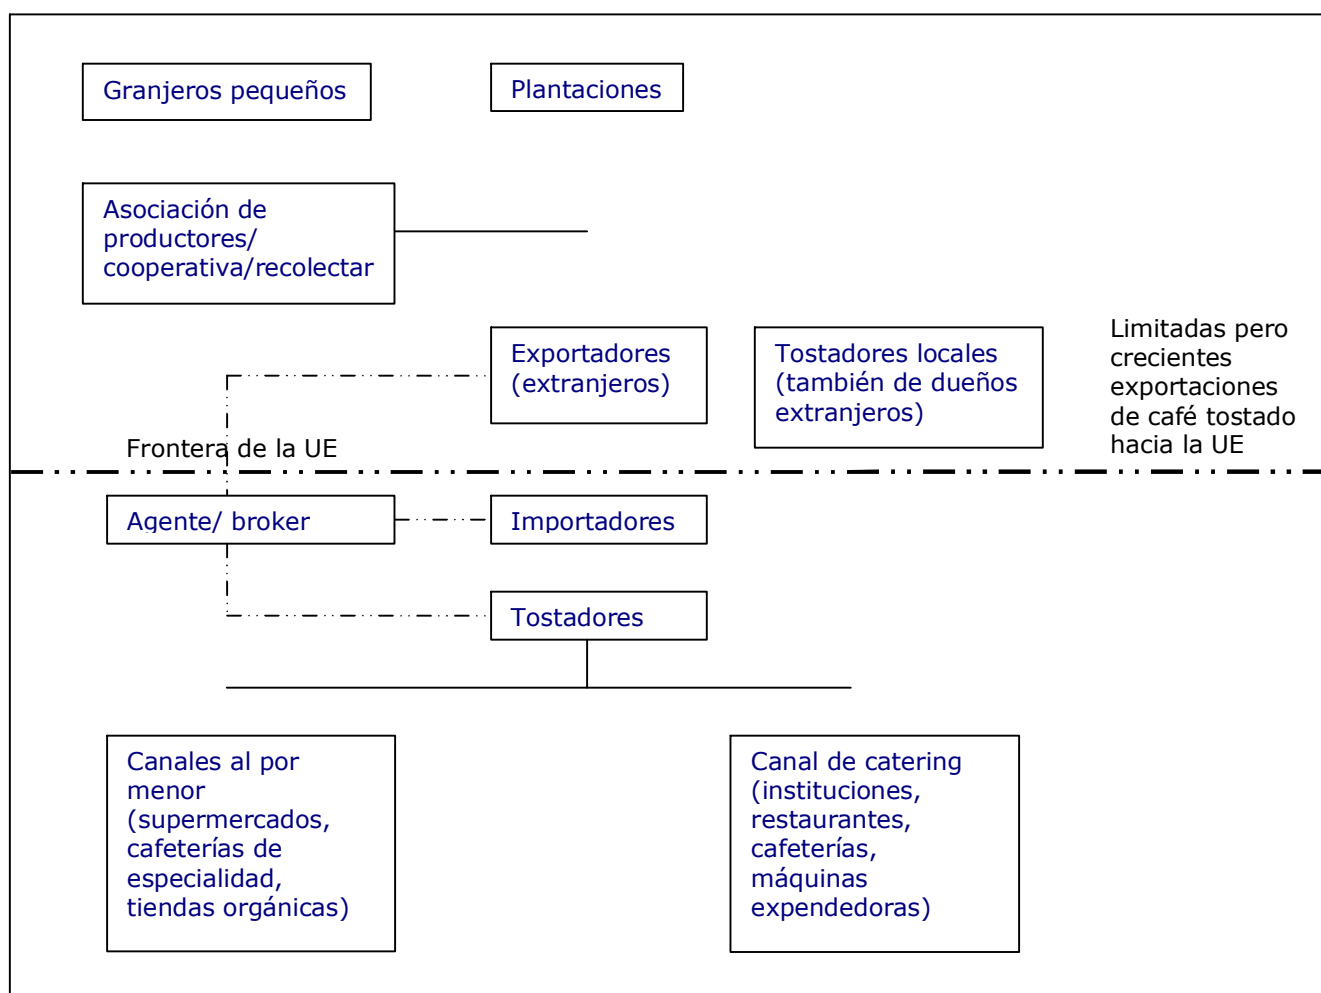 Granjeros pequeños
Plantaciones
Asociación de
productores/
cooperativa/recolectar
Exportadores
(extranjeros)
Tostadores locales
(también de dueños
extranjeros)
Limitadas pero
crecientes
exportaciones
de café tostado
hacia la UE
Frontera de la UE
Agente/ broker
Importadores
Tostadores
Canales al por
menor
(supermercados,
cafeterías de
especialidad,
tiendas orgánicas)
Canal de catering
(instituciones,
restaurantes,
cafeterías,
máquinas
expendedoras)